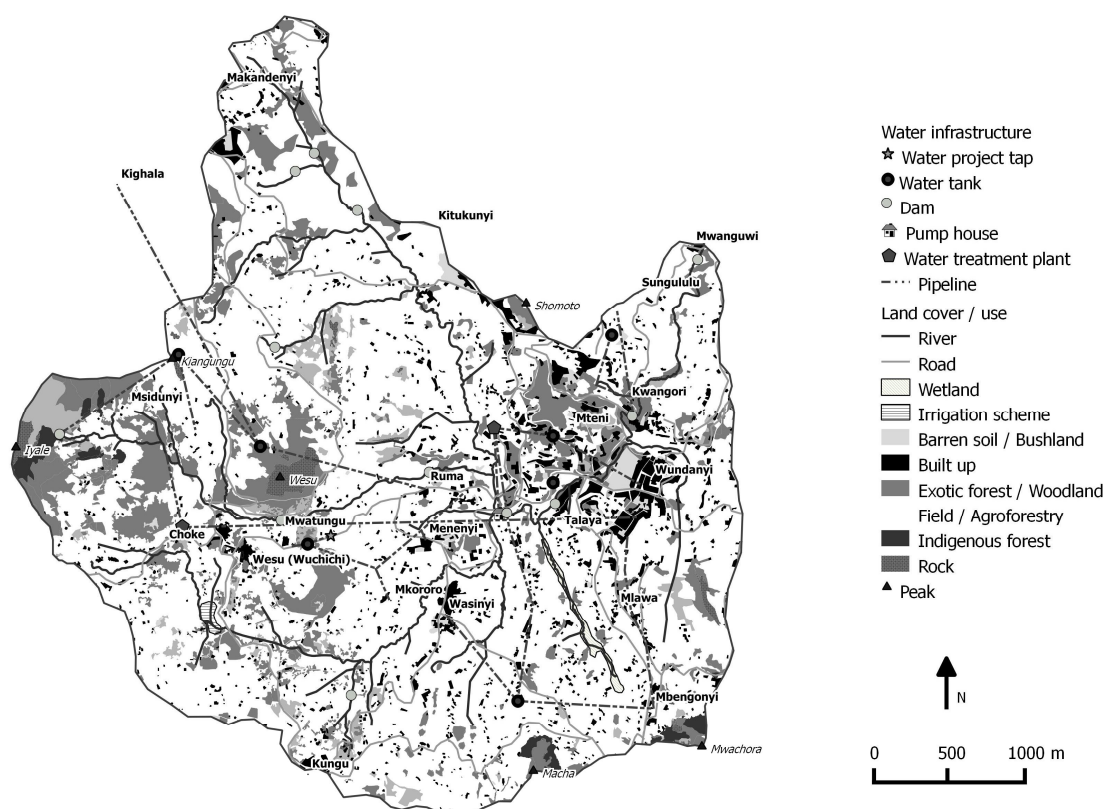 Makandenyi
Kighala
Kitukunyi
Mwanguwi
Sungululu
Shomoto
Kiangungu
Msidunyi
Kwangori
Mteni
Iyale
Wesu
Ruma
Wundanyi
Mwatungu
Talaya
Choke
Menenyi
Wesu (Wuchichi)
Mkororo
Wasinyi
Mlawa
Mbengonyi
Mwachora
Kungu
Macha
Water infrastructure
Water project tap
Water tank
Dam
Pump house
Water treatment plant
Pipeline
Land cover / use
River
Road
Wetland
Irrigation scheme
Barren soil / Bushland
Built up
Exotic forest / Woodland
Field / Agroforestry
Indigenous forest
Rock
Peak
N
0 500 1000 m